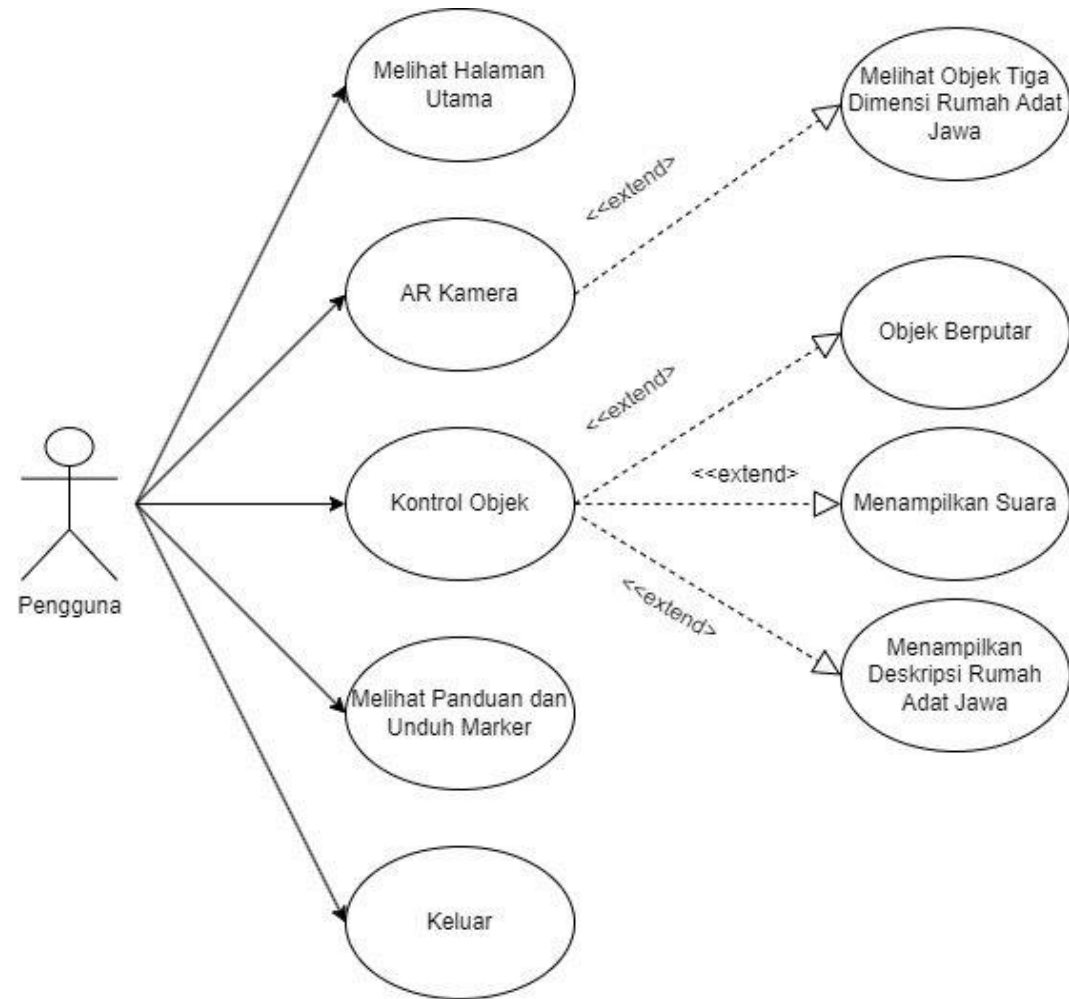 Melihat Halaman
Utama
Melihat Objek Tiga
Dimensi Rumah Adat
Jawa
<<extend>
AR Kamera
Objek Berputar
<<extend>
Kontrol Objek
<<extend>
Menampilkan Suara
<<extend>
Pengguna
Menampilkan
Deskripsi Rumah
Adat Jawa
Melihat Panduan dan
Unduh Marker
Keluar